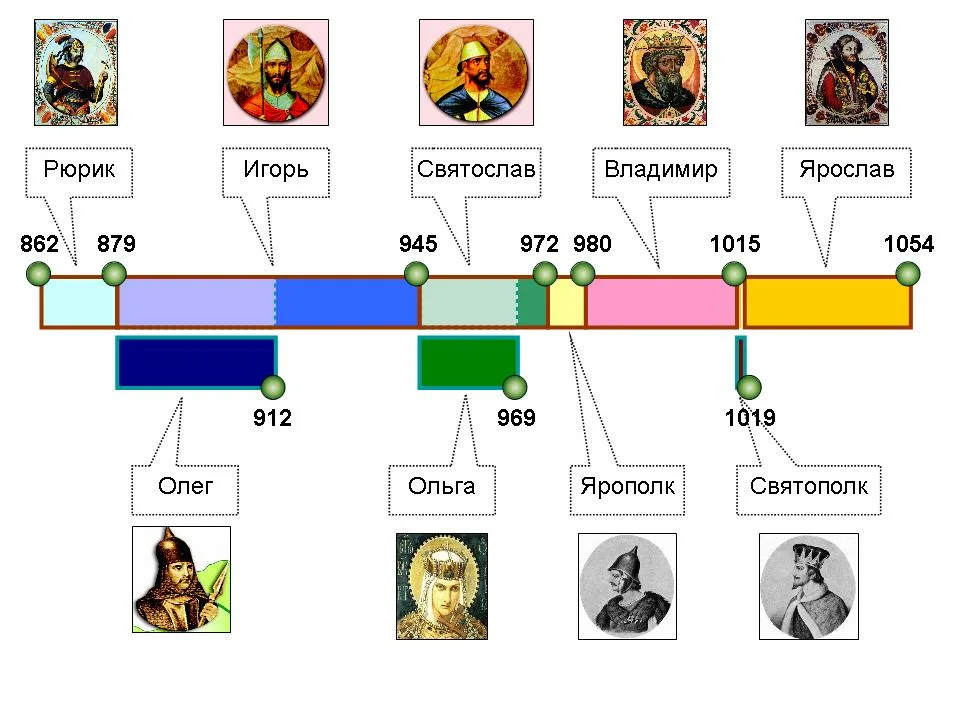 Рюрик
Игорь
Святослав
Владимир
Ярослав
862
879
945
972
980
1015
1054
912
969
1019
Олег
Ольга
Ярополк
Святополк